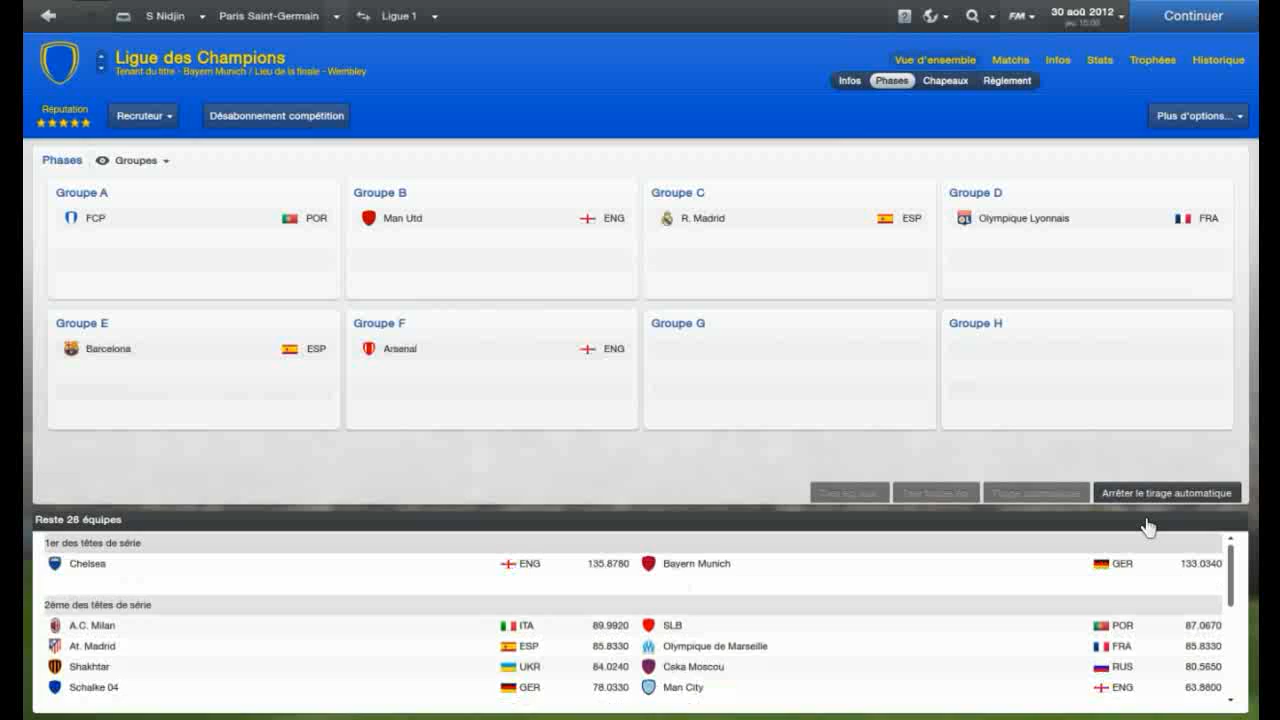 S Nidjin Paris Saint-Germain Ligue 1 FM 30 aoû 2012 Continuer
jeu 15:00
Ligue des Champions
Tenant du titre - Bayern Munich / Lieu de la finale - Wembley
Vue d'ensemble Matchs Infos Stats Trophées Historique
Infos Phases Chapeaux Règlement
Réputation
Recruteur Désabonnement compétition Plus d'options...
Phases Groupes
Groupe A Groupe B Groupe C Groupe D
FCP POR Man Utd ENG R. Madrid ESP Olympique Lyonnais FRA
Groupe E Groupe F Groupe G Groupe H
Barcelona ESP Arsenal ENG
Arrêter le tirage automatique
Reste 26 équipes
1er des têtes de série
Chelsea ENG 135.8780 Bayern Munich GER 133.0340
2ème des têtes de série
A.C. Milan ITA 89.9920 SLB POR 87.0670
At. Madrid ESP 85.8330 Olympique de Marseille FRA 85.8330
Shakhtar UKR 84.0240 Cska Moscou RUS 80.5650
Schalke 04 GER 78.0330 Man City ENG 63.8800